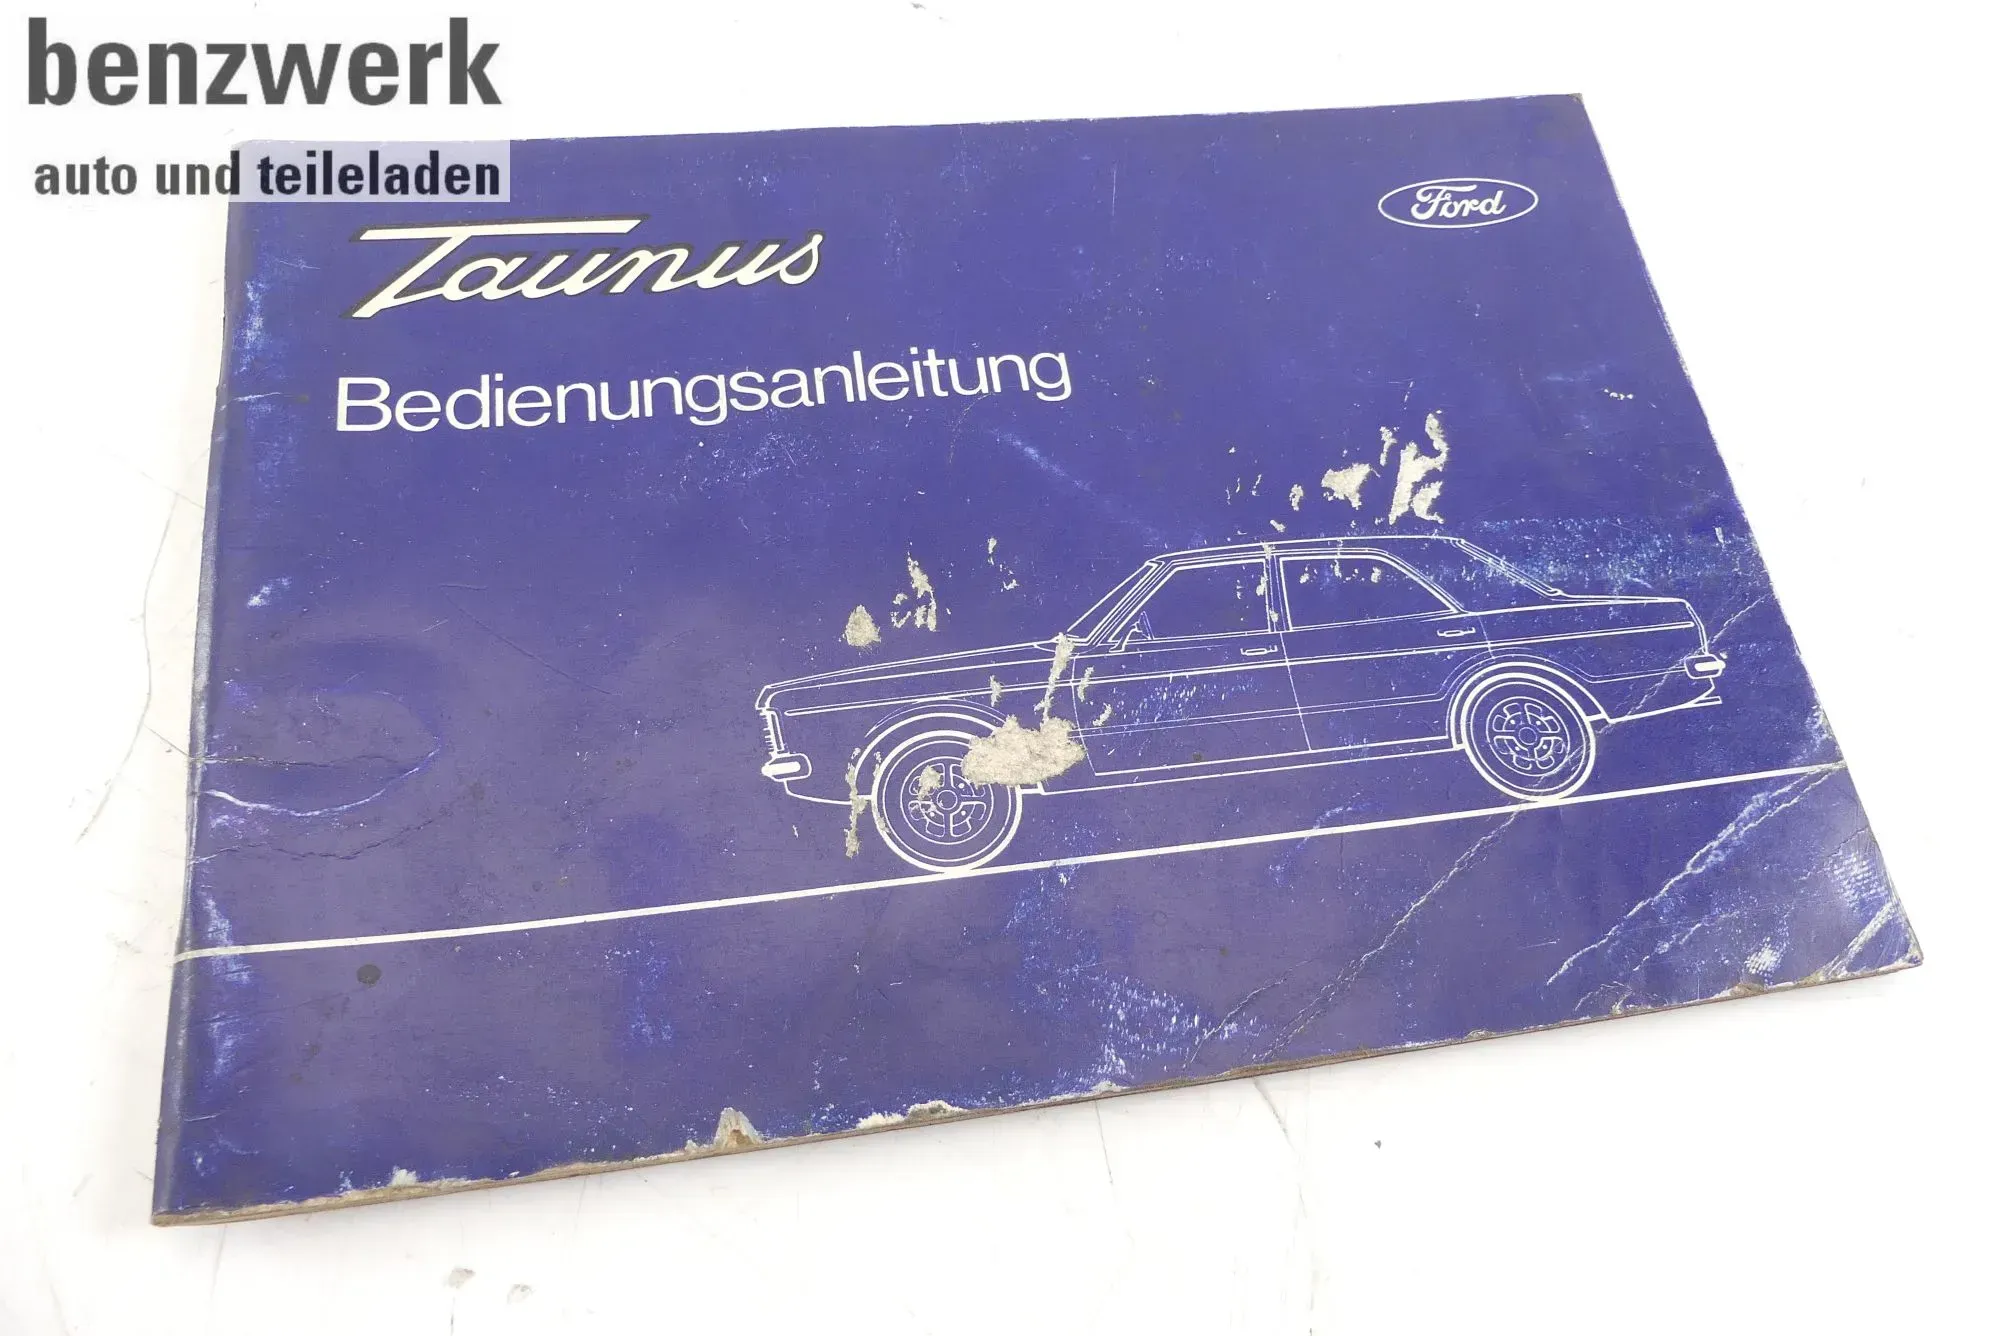 benzwerk
auto und teileladen
Taunus
Ford
Bedienungsanleitung